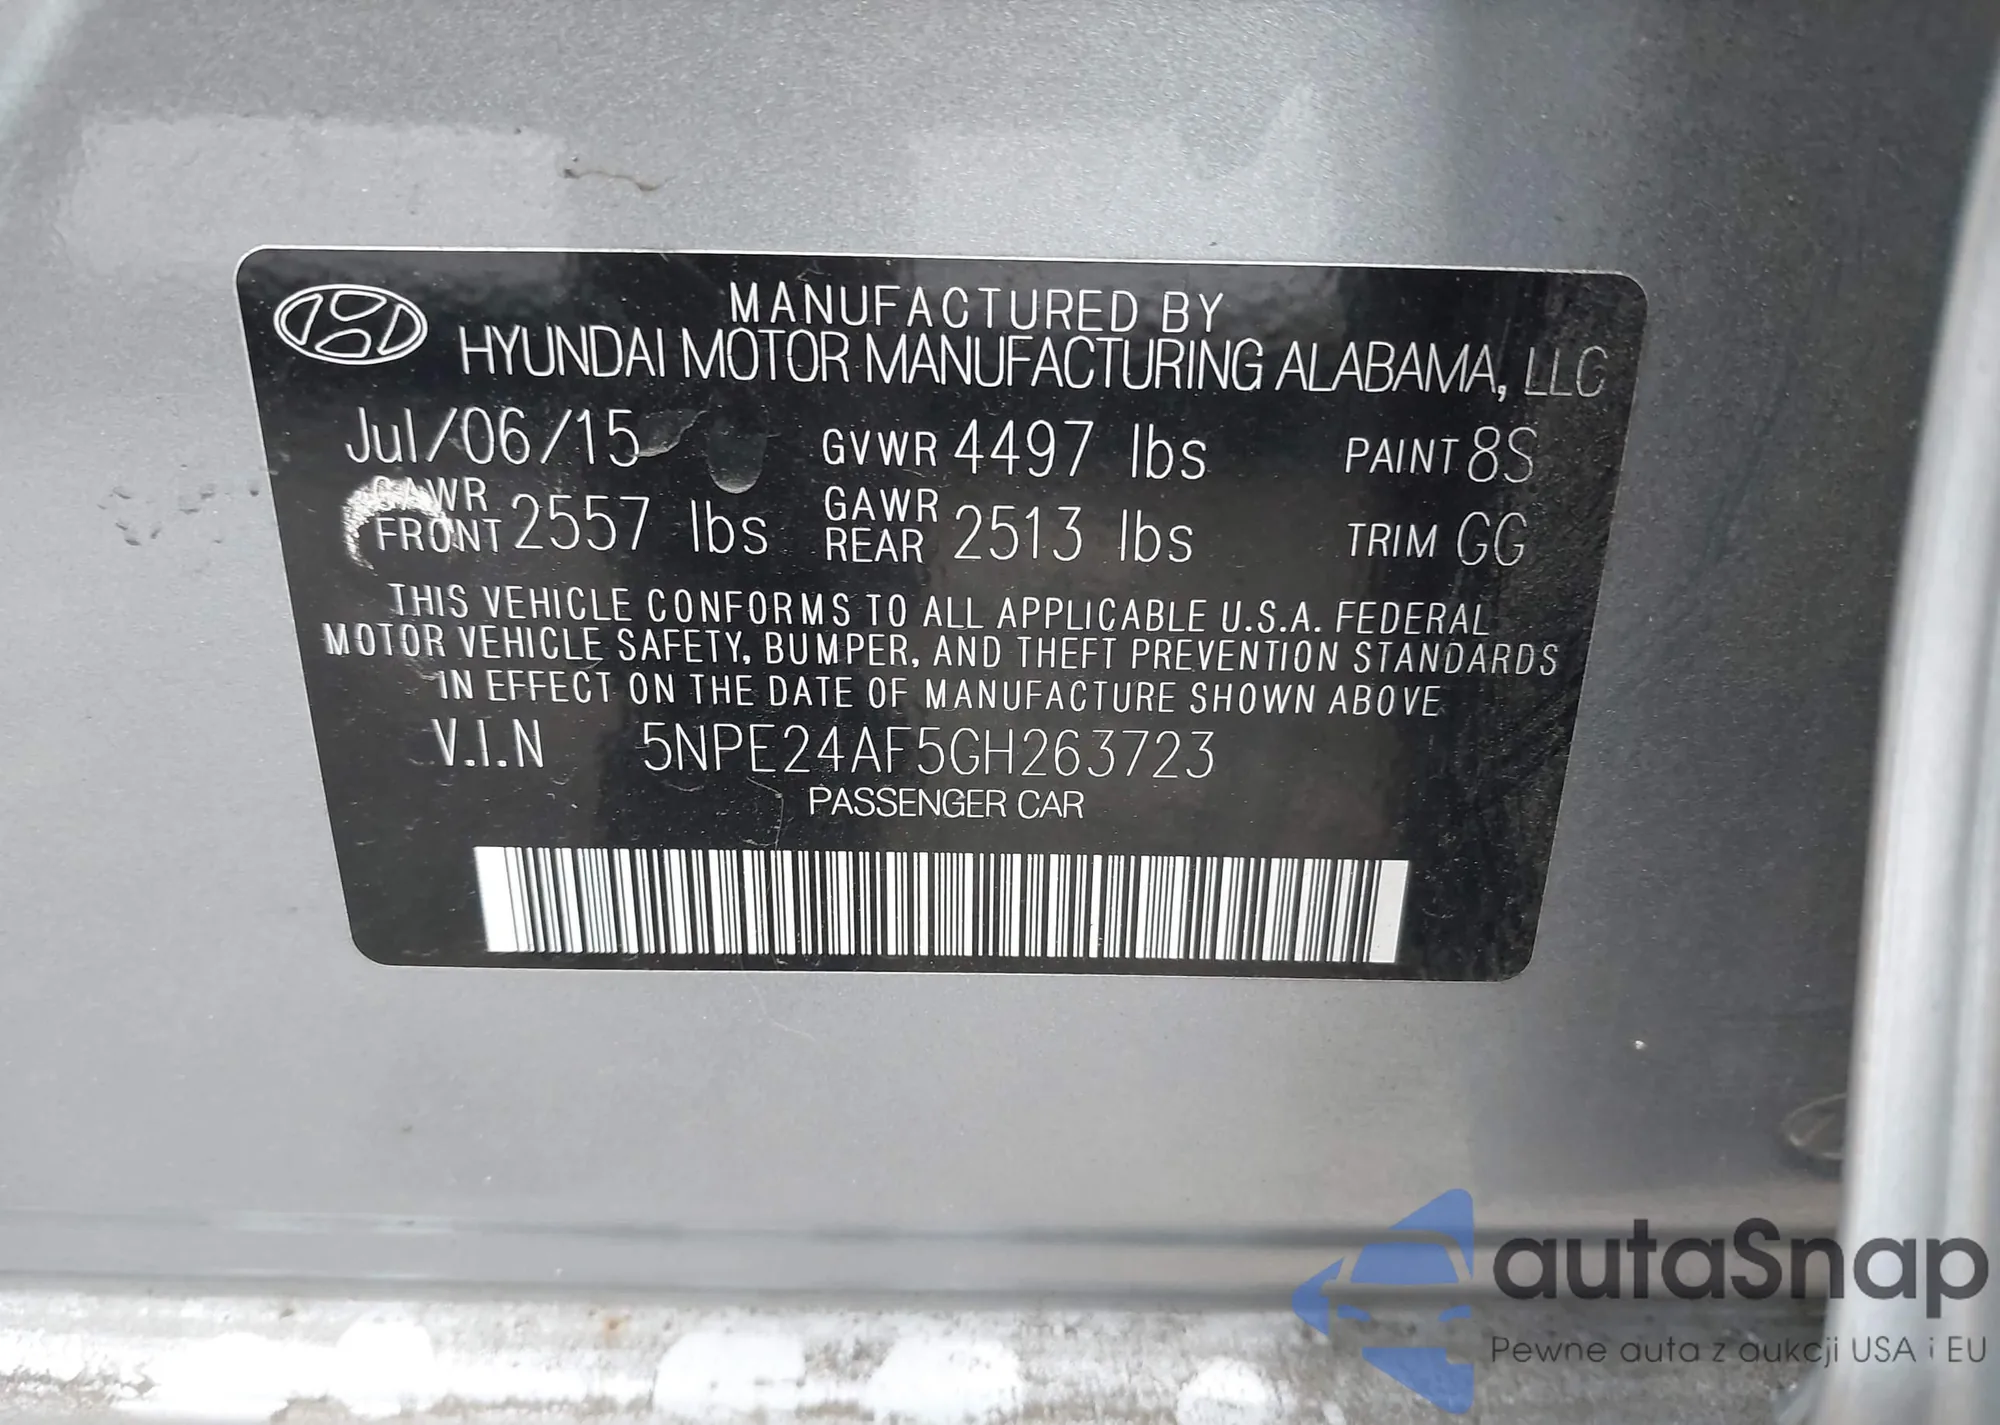 MANUFACTURED BY
HYUNDAI MOTOR MANUFACTURING ALABAMA, LLC
Jul/06/15 GVWR 4497 lbs PAINT 8S
GAWR FRONT 2557 lbs GAWR REAR 2513 lbs TRIM GG
THIS VEHICLE CONFORMS TO ALL APPLICABLE U.S.A. FEDERAL
MOTOR VEHICLE SAFETY, BUMPER, AND THEFT PREVENTION STANDARDS
IN EFFECT ON THE DATE OF MANUFACTURE SHOWN ABOVE
V.I.N 5NPE24AF5GH263723
PASSENGER CAR
autaSnap
Pewne auta z aukcji USA i EU